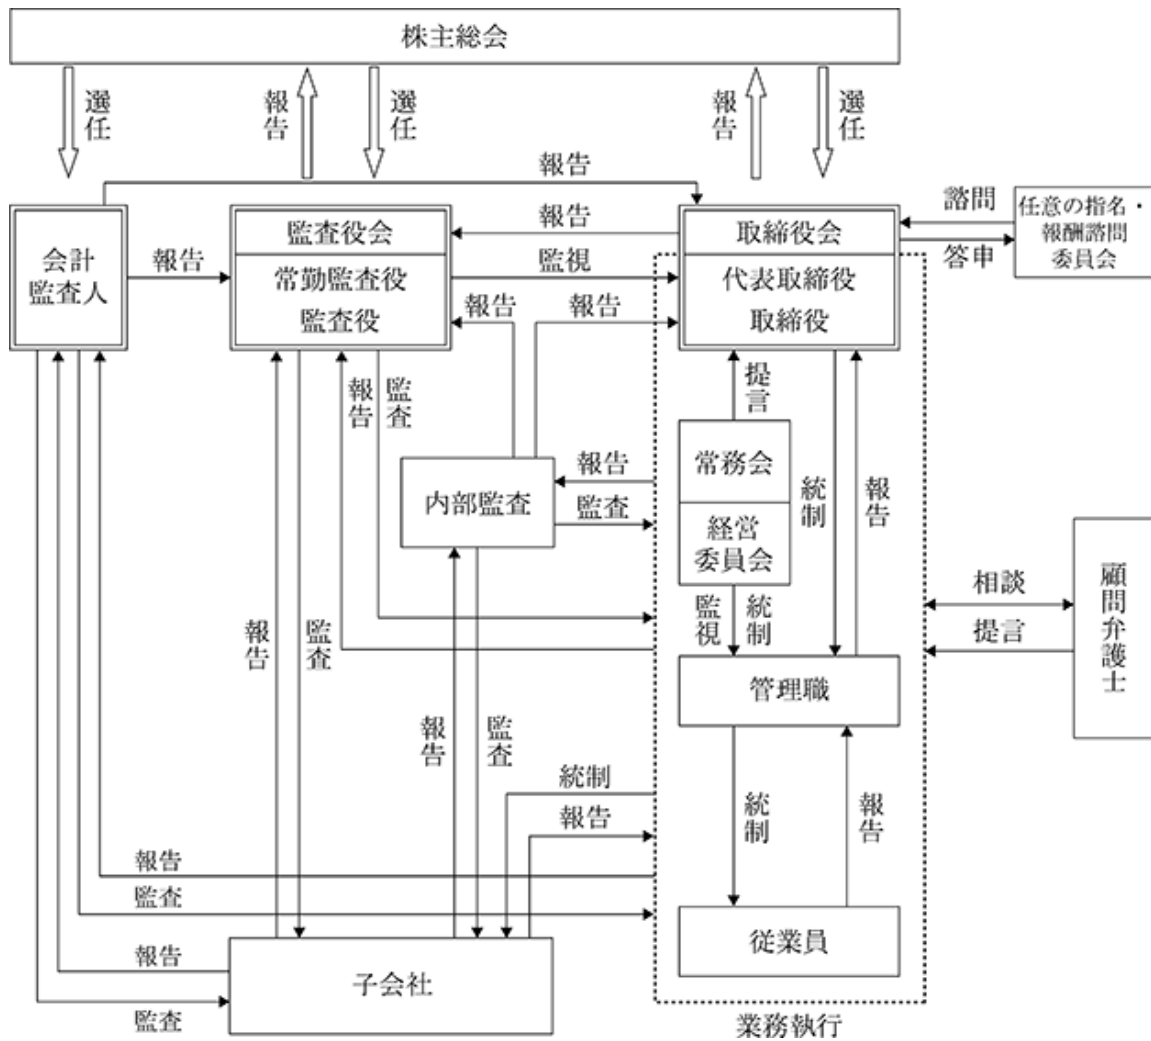 株主総会
選任
報告
選任
報告
選任
報告
会計
監査人
報告
監査役会
常勤監査役
監査役
報告
監視
取締役会
代表取締役
取締役
諮問
答申
任意の指名・
報酬諮問
委員会
報告
報告
報告
監査
提言
常務会
経営
委員会
統制
報告
内部監査
報告
監査
監視
統制
相談
提言
顧問弁護士
報告
監査
管理職
報告
監査
統制
報告
統制
報告
報告
監査
従業員
報告
監査
子会社
業務執行